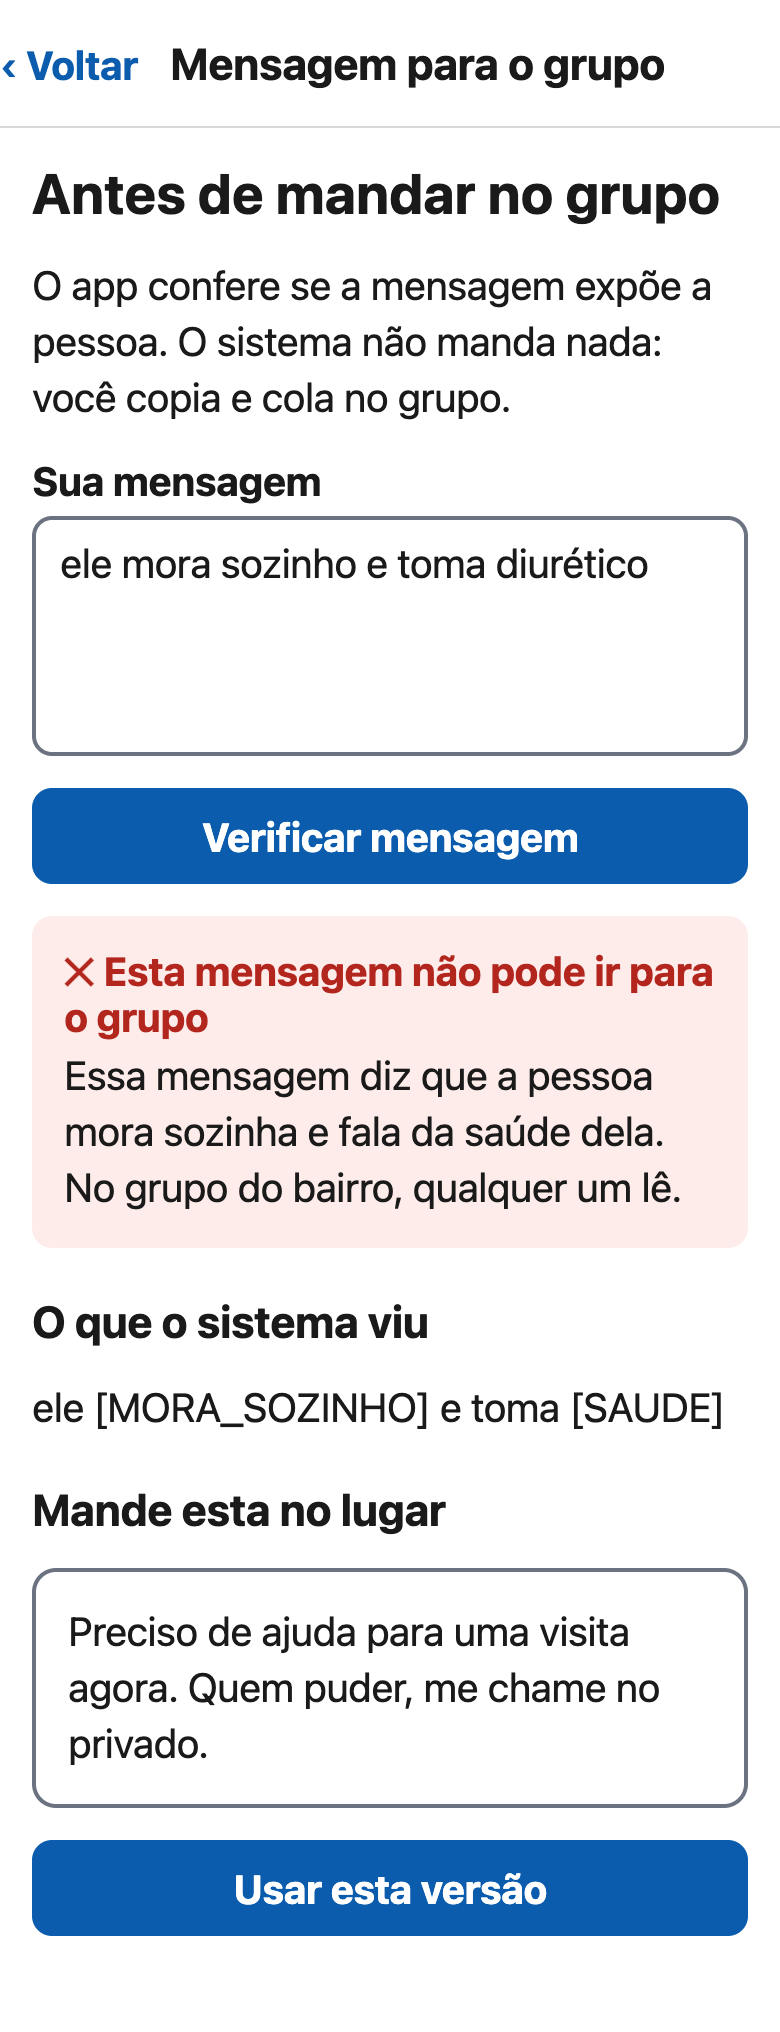 ‹ Voltar Mensagem para o grupo
Antes de mandar no grupo
O app confere se a mensagem expõe a
pessoa. O sistema não manda nada:
você copia e cola no grupo.
Sua mensagem
ele mora sozinho e toma diurético
Verificar mensagem
✕ Esta mensagem não pode ir para
o grupo
Essa mensagem diz que a pessoa
mora sozinha e fala da saúde dela.
No grupo do bairro, qualquer um lê.
O que o sistema viu
ele [MORA_SOZINHO] e toma [SAUDE]
Mande esta no lugar
Preciso de ajuda para uma visita
agora. Quem puder, me chame no
privado.
Usar esta versão